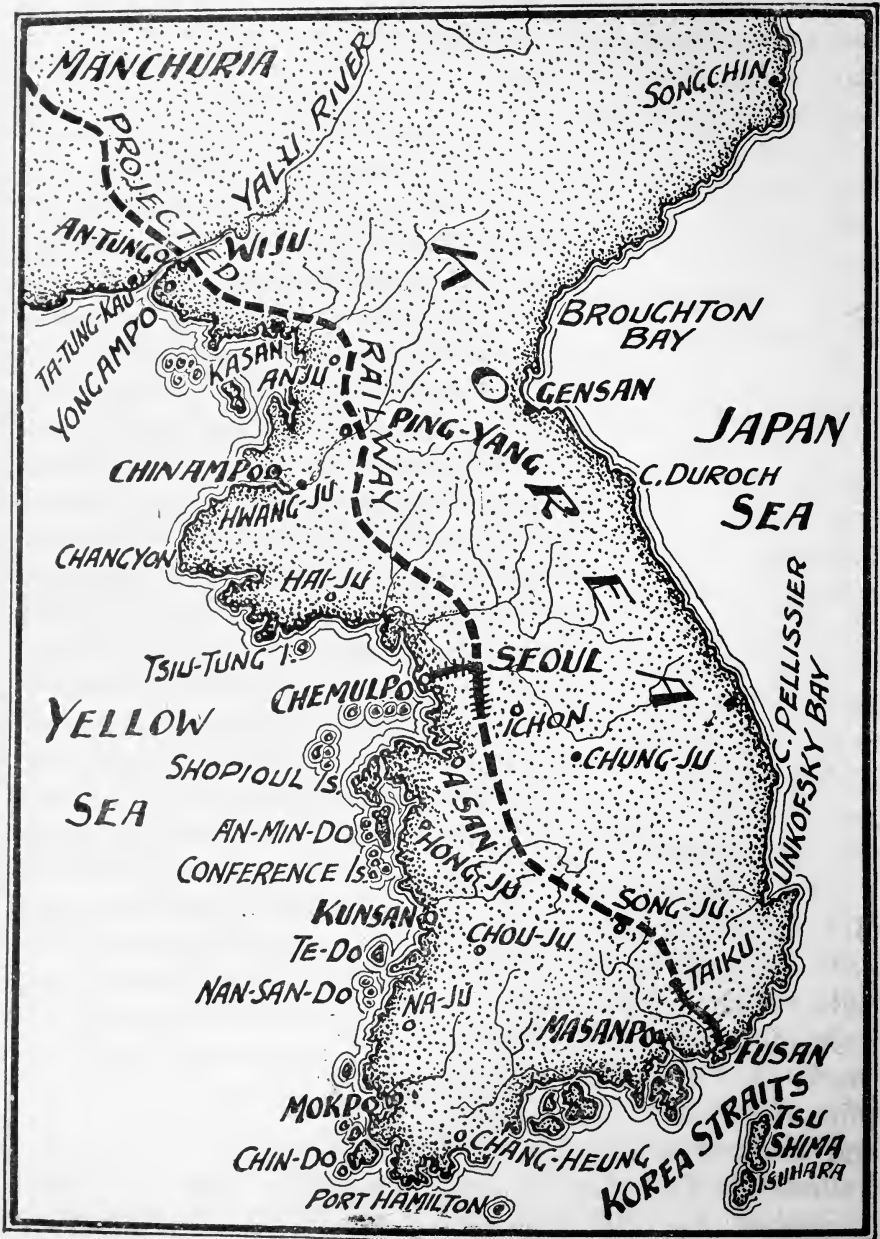 MANCHURIA
SONGCHIN
PROJECTED
YALU RIVER
AN-TUNG
WIJU
TA-TUNG-KAU
YONGAMPO
KASAN
ANJU
RAILWAY
KOREA
BROUGHTON
BAY
GENSAN
PING-YANG
JAPAN
SEA
C. DUROCH
CHINAMPO
HWANG-JU
CHANGYON
HAI-JU
TSIU-TUNG I.
SEOUL
CHEMULPO
ICHON
C. PELLISSIER
UNKOFSKY BAY
YELLOW
SEA
CHUNG-JU
SHOPIOUL Is.
ASAN
AN-MIN-DO
HONG JU
CONFERENCE Is.
KUNSAN
SONG-JU
CHOU-JU
TE-DO
TAIKU
NAN-SAN-DO
NA-JU
MASANPO
FUSAN
MOKPO
KOREA STRAITS
TSU
SHIMA
ISUHARA
CHANG-HEUNG
CHIN-DO
PORT HAMILTON